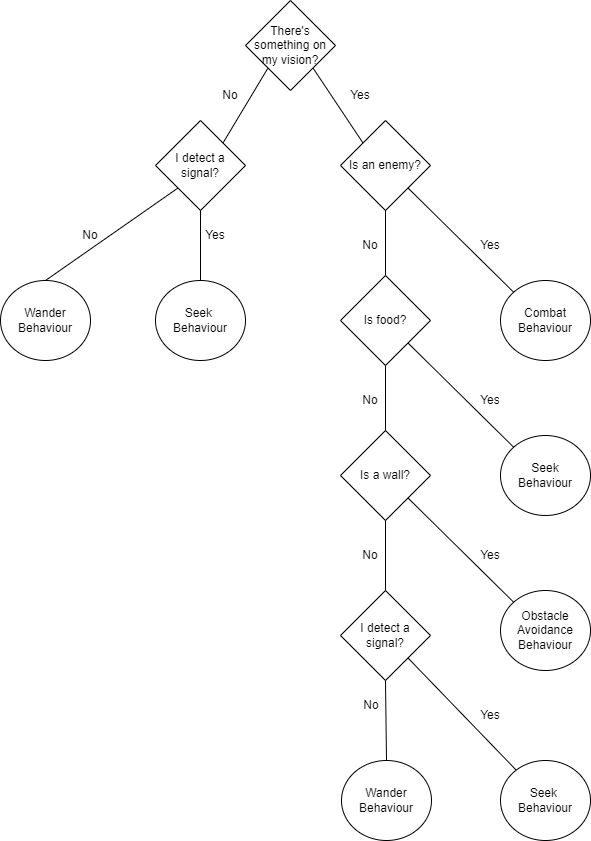 There's
something on
my vision?
No
Yes
I detect a
signal?
Is an enemy?
No
Yes
No
Yes
Wander
Behaviour
Seek
Behaviour
Is food?
Combat
Behaviour
No
Yes
Is a wall?
Seek
Behaviour
No
Yes
I detect a
signal?
Obstacle
Avoidance
Behaviour
No
Yes
Wander
Behaviour
Seek
Behaviour